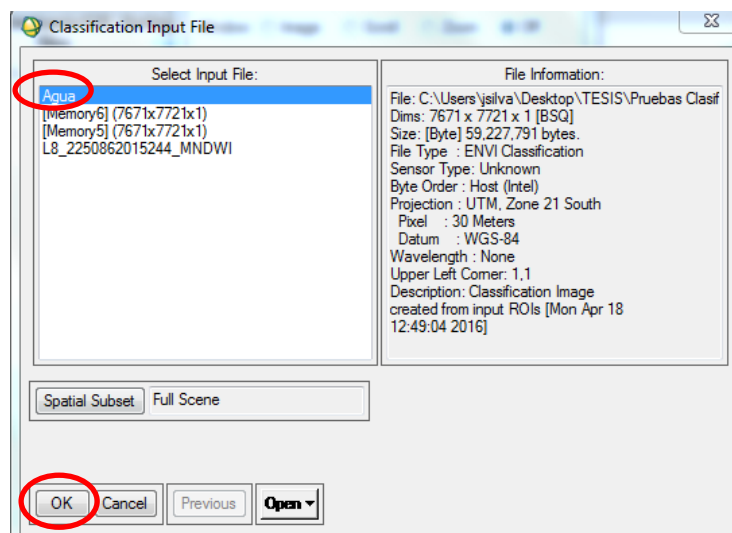 Classification Input File
Select Input File:
Agua
[Memory6] (7671x7721x1)
[Memory5] (7671x7721x1)
L8_2250862015244_MNDWI
File Information:
File: C:\Users\jsilva\Desktop\TESIS\Pruebas Clasif
Dims: 7671 x 7721 x 1 [BSQ]
Size: [Byte] 59,227,791 bytes.
File Type : ENVI Classification
Sensor Type: Unknown
Byte Order : Host (Intel)
Projection : UTM, Zone 21 South
Pixel : 30 Meters
Datum : WGS-84
Wavelength : None
Upper Left Corner: 1,1
Description: Classification Image
created from input ROIs [Mon Apr 18
12:49:04 2016]
Spatial Subset Full Scene
OK Cancel Previous Open